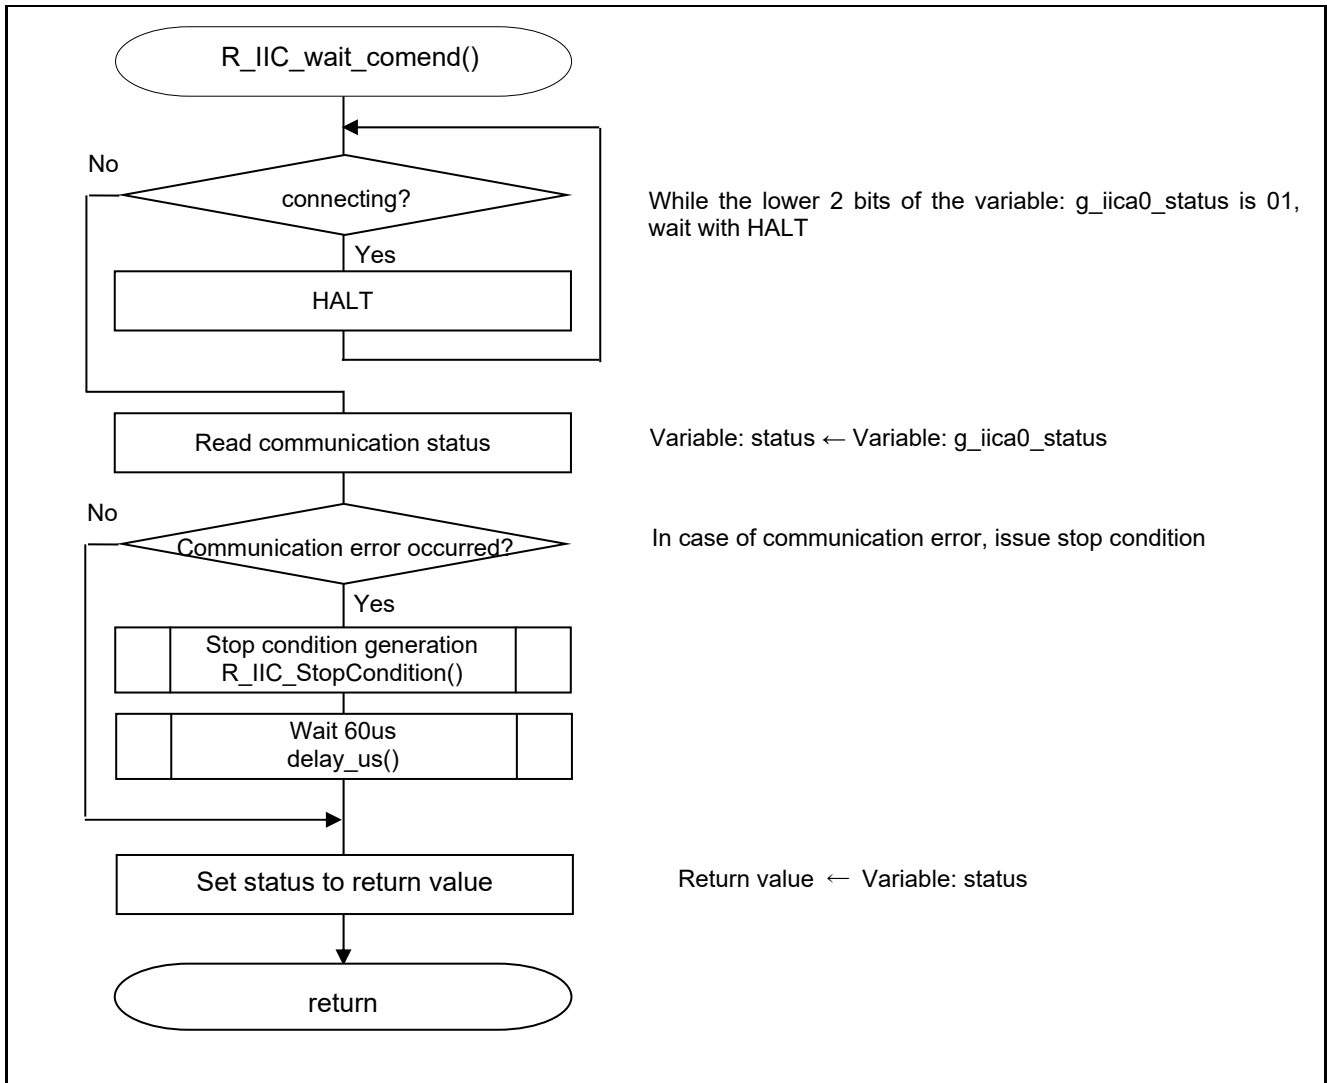 R_IIC_wait_comend()
No
connecting?
While the lower 2 bits of the variable: g_iica0_status is 01,
wait with HALT
Yes
HALT
Read communication status
Variable: status ← Variable: g_iica0_status
No
Communication error occurred?
In case of communication error, issue stop condition
Yes
Stop condition generation
R_IIC_StopCondition()
Wait 60us
delay_us()
Set status to return value
Return value ← Variable: status
return